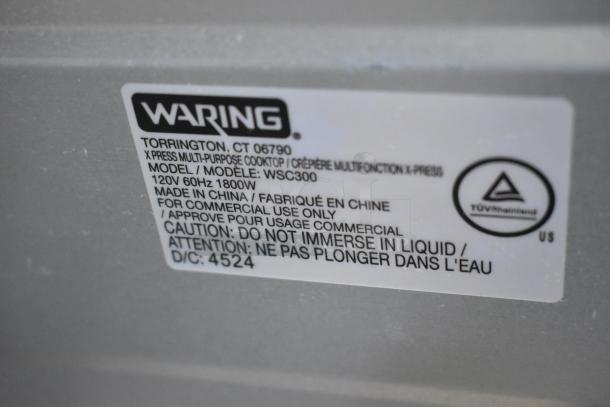 WARING®
TORRINGTON, CT 06790
X PRESS MULTI-PURPOSE COOKTOP / CRÊPIÈRE MULTIFONCTION X-PRESS
MODEL / MODÈLE: WSC300
120V 60Hz 1800W
MADE IN CHINA / FABRIQUÉ EN CHINE
FOR COMMERCIAL USE ONLY
/ APPROVE POUR USAGE COMMERCIAL
CAUTION: DO NOT IMMERSE IN LIQUID /
ATTENTION: NE PAS PLONGER DANS L'EAU
D/C: 4524
TÜVRheinland
US